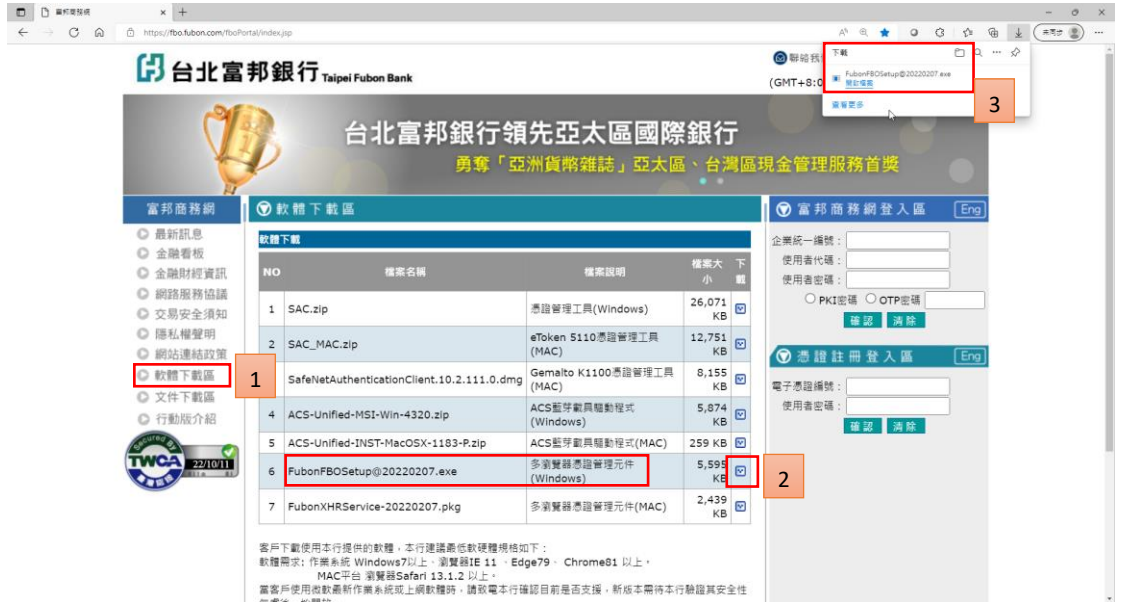 富邦商務網
https://fbo.fubon.com/fboPortal/index.jsp
台北富邦銀行 Taipei Fubon Bank
聯絡我
(GMT+8:0
下載
FubonFBOSetup@20220207.exe
開啟檔案
查看更多
3
台北富邦銀行領先亞太區國際銀行
勇奪「亞洲貨幣雜誌」亞太區、台灣區現金管理服務首獎
富邦商務網
最新訊息
金融看板
金融財經資訊
網路服務協議
交易安全須知
隱私權聲明
網站連結政策
軟體下載區
文件下載區
行動版介紹
1
Secured By
TWCA 22/10/11
軟體下載區
軟體下載
NO 檔案名稱 檔案說明 檔案大小 下載
1 SAC.zip 憑證管理工具(Windows) 26,071 KB
2 SAC_MAC.zip eToken 5110憑證管理工具(MAC) 12,751 KB
SafeNetAuthenticationClient.10.2.111.0.dmg Gemalto K1100憑證管理工具(MAC) 8,155 KB
4 ACS-Unified-MSI-Win-4320.zip ACS藍芽載具驅動程式(Windows) 5,874 KB
5 ACS-Unified-INST-MacOSX-1183-P.zip ACS藍芽載具驅動程式(MAC) 259 KB
6 FubonFBOSetup@20220207.exe 多瀏覽器憑證管理元件(Windows) 5,595 KB
7 FubonXHRService-20220207.pkg 多瀏覽器憑證管理元件(MAC) 2,439 KB
2
客戶下載使用本行提供的軟體，本行建議最低軟硬體規格如下：
軟體需求: 作業系統 Windows7以上、瀏覽器IE 11 、Edge79、Chrome81 以上，
MAC平台 瀏覽器Safari 13.1.2 以上。
當客戶使用微軟最新作業系統或上網軟體時，請致電本行確認目前是否支援，新版本需待本行驗證其安全性
富邦商務網登入區 Eng
企業統一編號：
使用者代碼：
使用者密碼：
PKI密碼 OTP密碼
確認 清除
憑證註冊登入區 Eng
電子憑證編號：
使用者密碼：
確認 清除